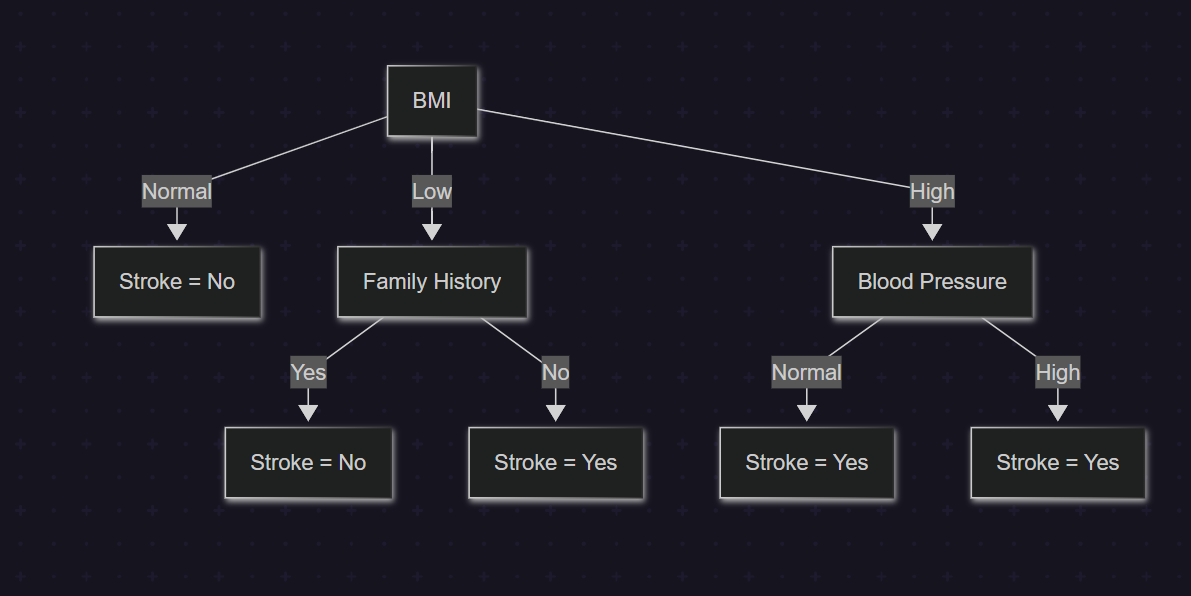 BMI
Normal
Low
High
Stroke = No
Family History
Blood Pressure
Yes
No
Normal
High
Stroke = No
Stroke = Yes
Stroke = Yes
Stroke = Yes